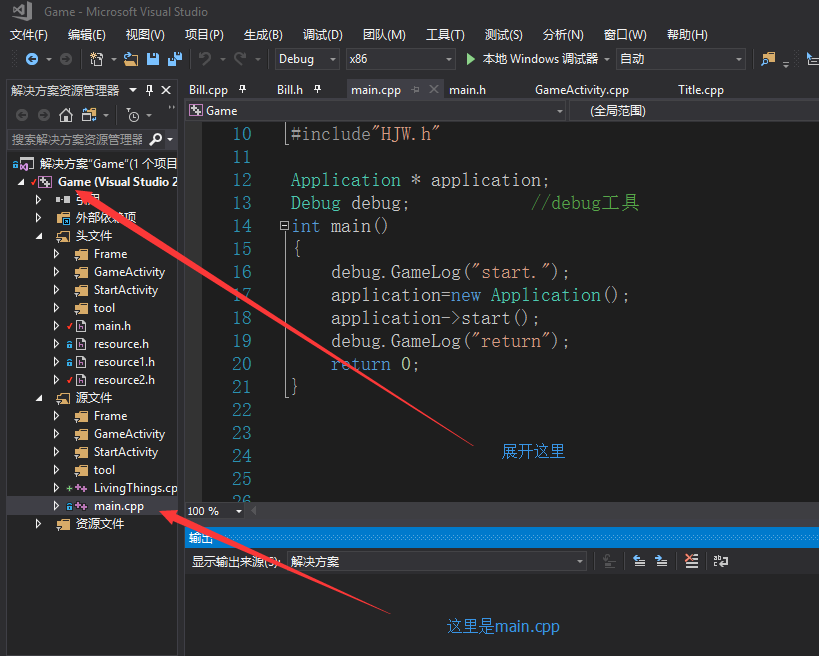 Game - Microsoft Visual Studio
文件(F) 编辑(E) 视图(V) 项目(P) 生成(B) 调试(D) 团队(M) 工具(T) 测试(S) 分析(N) 窗口(W) 帮助(H)
Debug x86 本地 Windows 调试器 自动
解决方案资源管理器
搜索解决方案资源管理器
解决方案"Game"(1 个项目
Game (Visual Studio 2
引用
外部依赖项
头文件
Frame
GameActivity
StartActivity
tool
main.h
resource.h
resource1.h
resource2.h
源文件
Frame
GameActivity
StartActivity
tool
LivingThings.cp
main.cpp
资源文件
Bill.cpp Bill.h main.cpp main.h GameActivity.cpp Title.cpp
Game (全局范围)
10 #include"HJW.h"
11
12 Application * application;
13 Debug debug; //debug工具
14 int main()
15 {
16 debug.GameLog("start.");
17 application=new Application();
18 application->start();
19 debug.GameLog("return");
20 return 0;
21 }
22
23
24
25
26
展开这里
100 %
输出
显示输出来源(S): 解决方案
这里是main.cpp